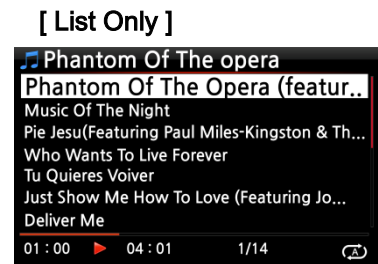 [ List Only ]
Phantom Of The opera
Phantom Of The Opera (featur..
Music Of The Night
Pie Jesu(Featuring Paul Miles-Kingston & Th...
Who Wants To Live Forever
Tu Quieres Voiver
Just Show Me How To Love (Featuring Jo...
Deliver Me
01 : 00 04 : 01 1/14 A